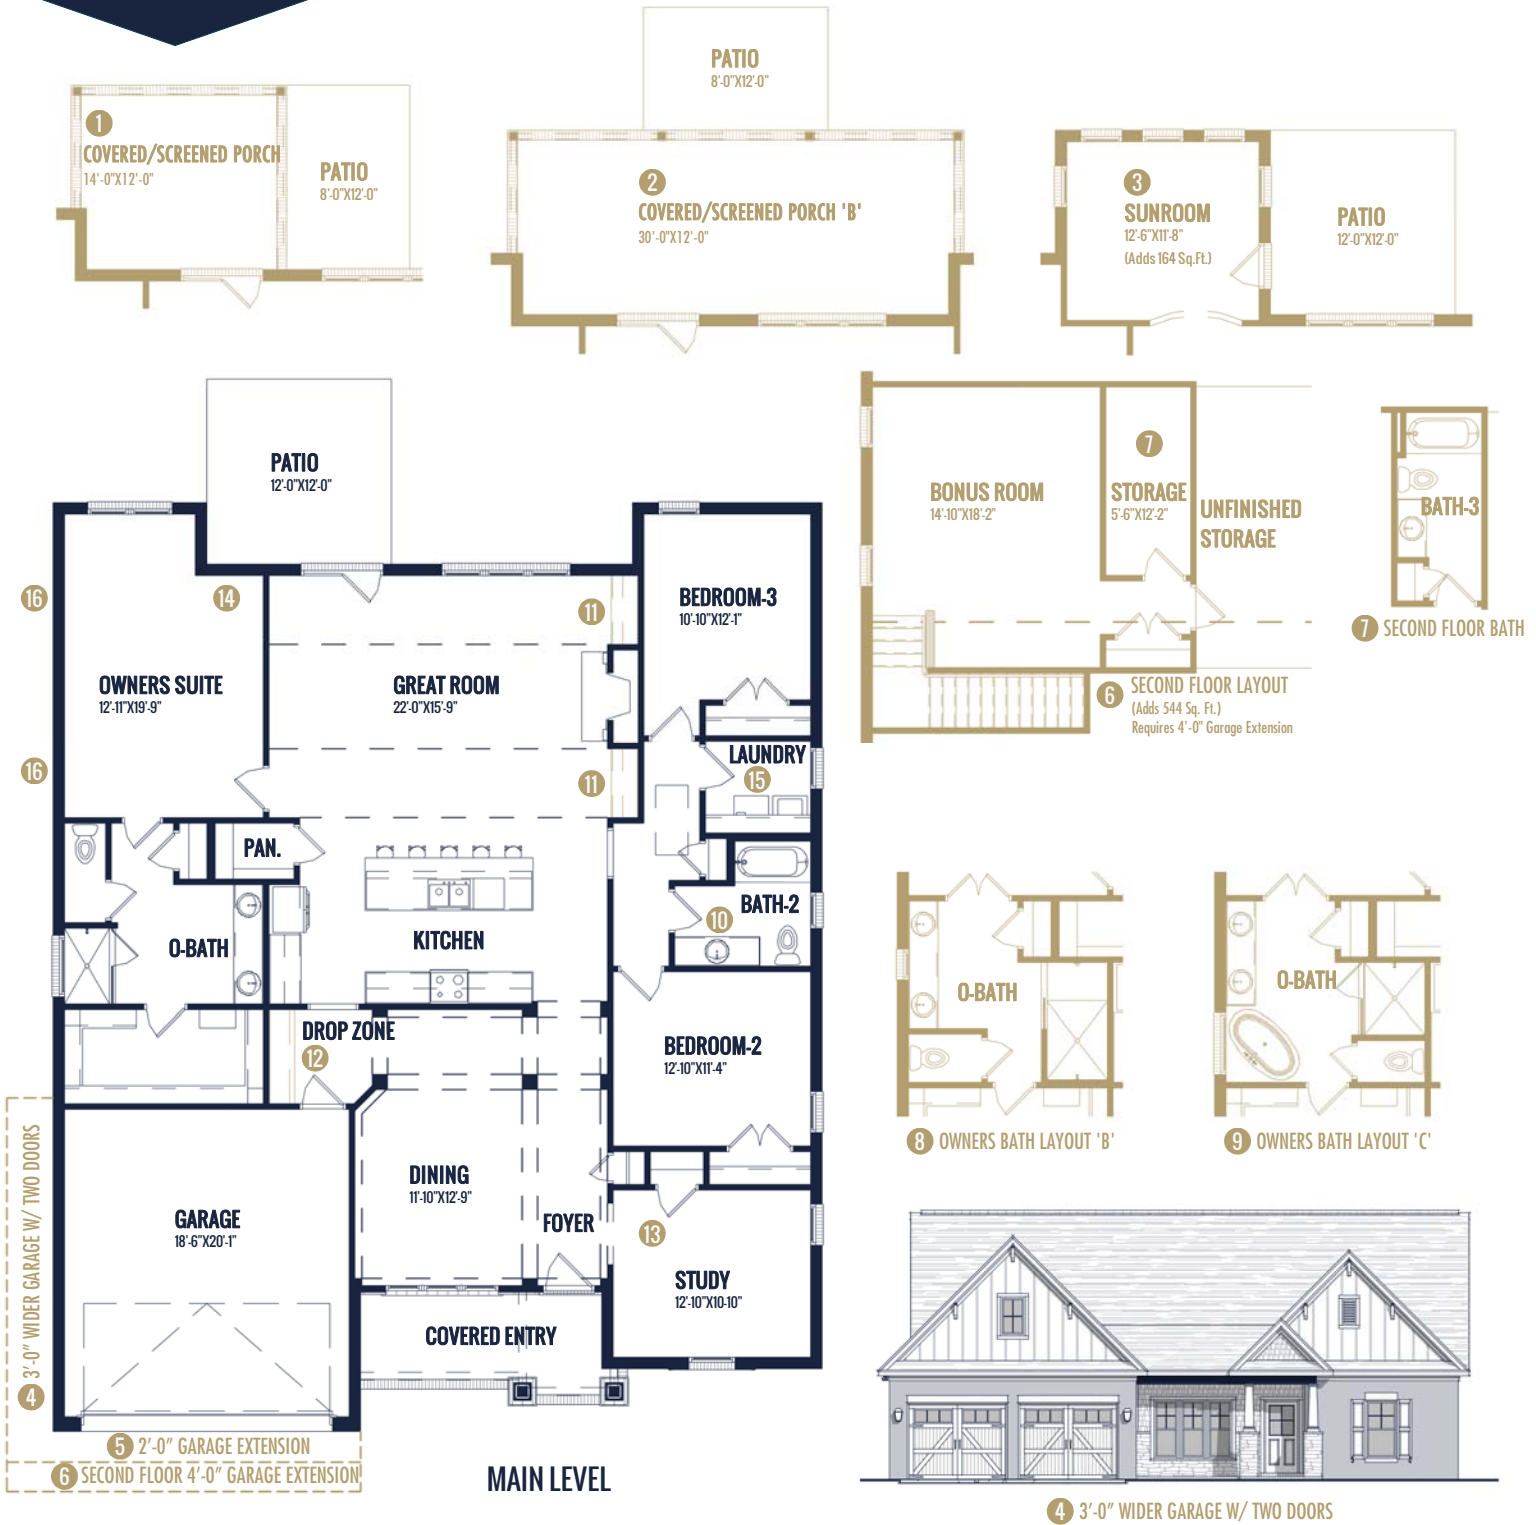 PATIO
8'-0"X12'-0"
1
COVERED/SCREENED PORCH
14'-0"X12'-0"
PATIO
8'-0"X12'-0"
2
COVERED/SCREENED PORCH 'B'
30'-0"X12'-0"
3
SUNROOM
12'-6"X11'-8"
(Adds 164 Sq.Ft.)
PATIO
12'-0"X12'-0"
PATIO
12'-0"X12'-0"
BONUS ROOM
14'-10"X18'-2"
7
STORAGE
5'-6"X12'-2"
UNFINISHED
STORAGE
BATH-3
7 SECOND FLOOR BATH
6 SECOND FLOOR LAYOUT
(Adds 544 Sq. Ft.)
Requires 4'-0" Garage Extension
16
14
11
BEDROOM-3
10'-10"X12'-1"
OWNERS SUITE
12'-11"X19'-9"
GREAT ROOM
22'-0"X15'-9"
16
11
LAUNDRY
15
PAN.
O-BATH
KITCHEN
10
BATH-2
DROP ZONE
12
BEDROOM-2
12'-10"X11'-4"
O-BATH
8 OWNERS BATH LAYOUT 'B'
O-BATH
9 OWNERS BATH LAYOUT 'C'
DINING
11'-10"X12'-9"
FOYER
13
GARAGE
18'-6"X20'-1"
STUDY
12'-10"X10-10"
COVERED ENTRY
4 3'-0" WIDER GARAGE W/ TWO DOORS
5 2'-0" GARAGE EXTENSION
6 SECOND FLOOR 4'-0" GARAGE EXTENSION
MAIN LEVEL
4 3'-0" WIDER GARAGE W/ TWO DOORS